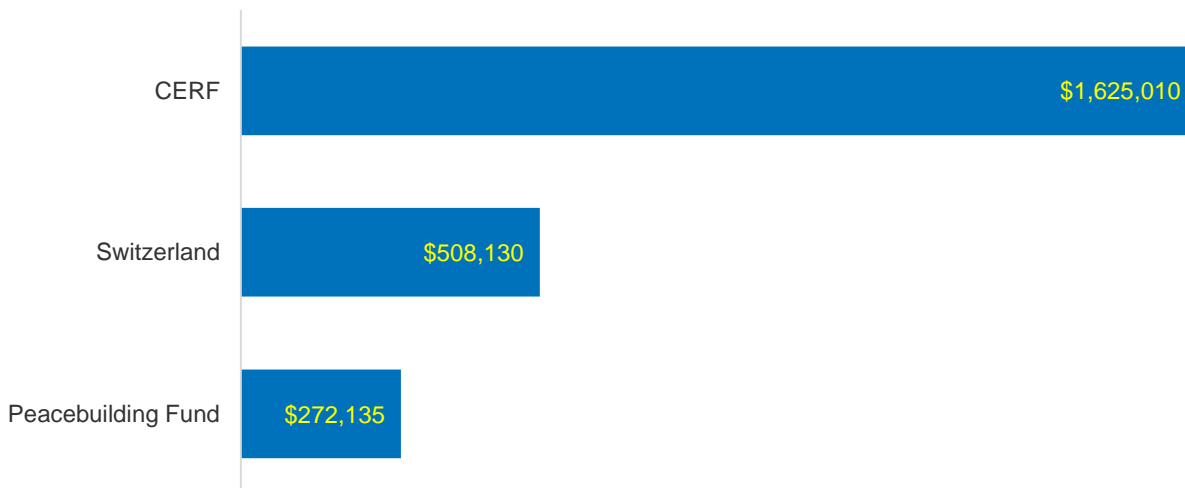 CERF
$1,625,010
Switzerland
$508,130
Peacebuilding Fund
$272,135